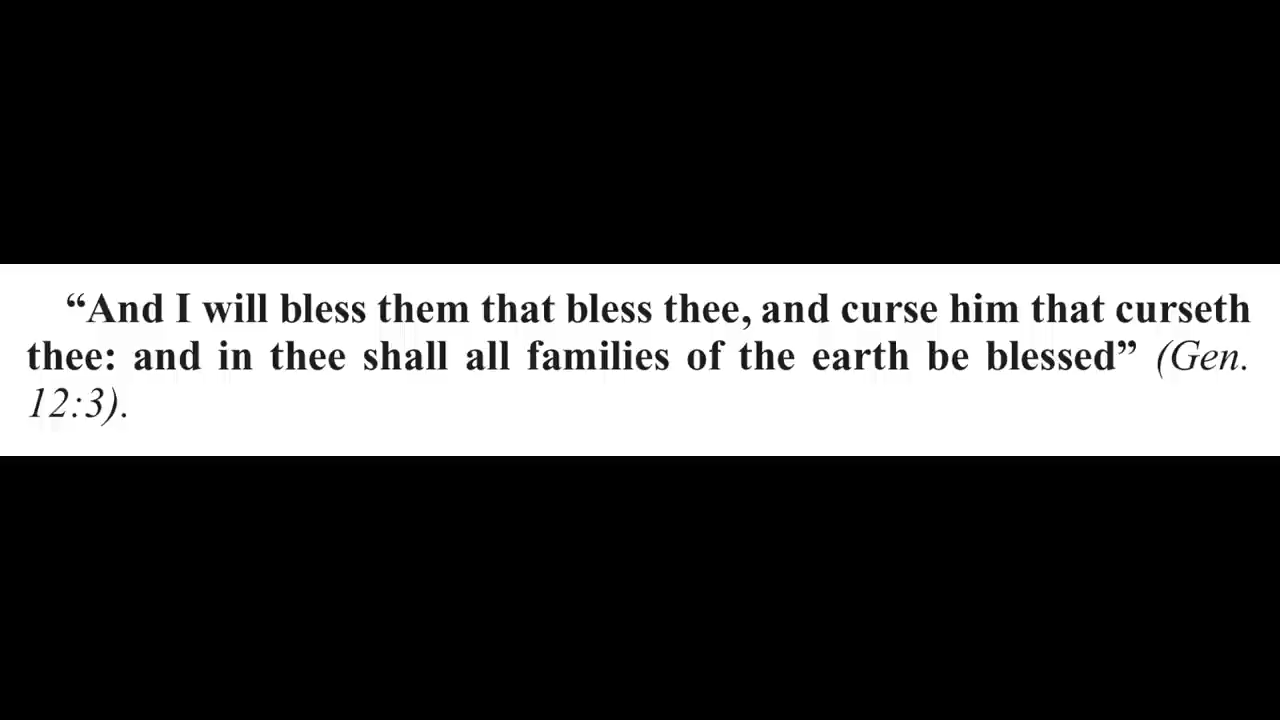 “And I will bless them that bless thee, and curse him that curseth
thee: and in thee shall all families of the earth be blessed” (Gen.
12:3).